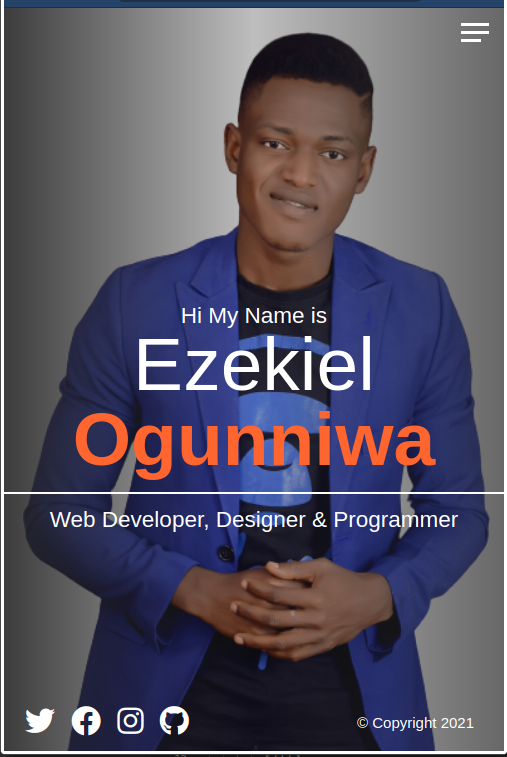 Hi My Name is
Ezekiel
Ogunniwa
Web Developer, Designer & Programmer
© Copyright 2021